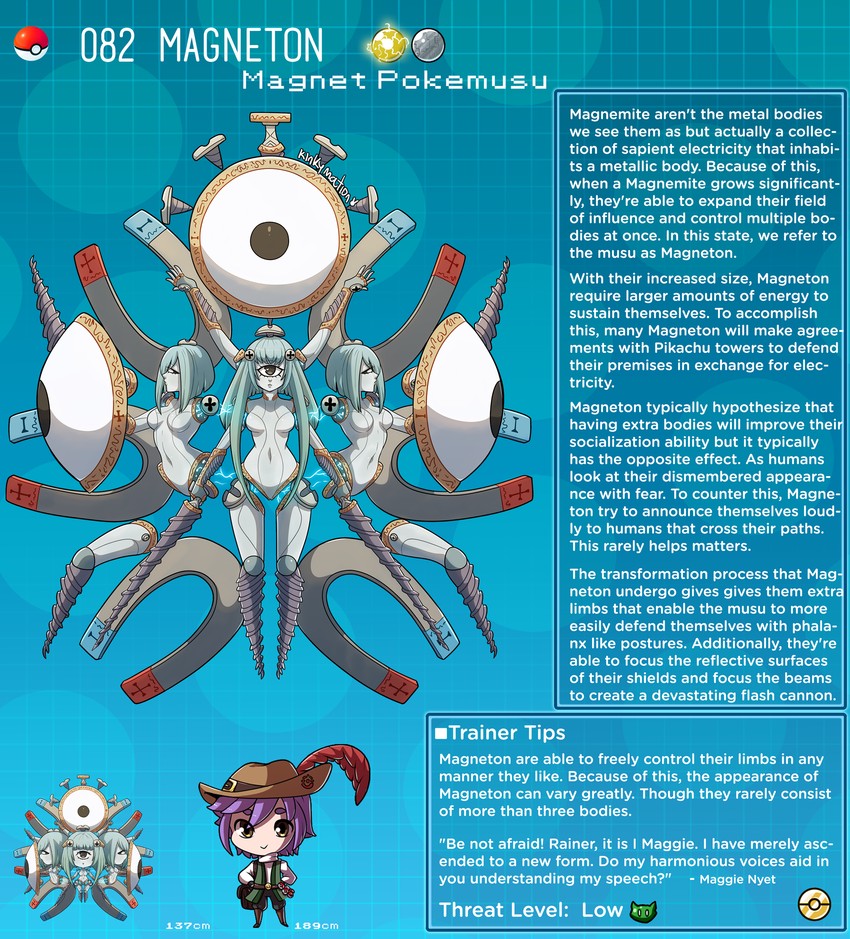 082 MAGNETON
Magnet Pokemusu
kinkymation
Magnemite aren't the metal bodies
we see them as but actually a collec-
tion of sapient electricity that inhabi-
ts a metallic body. Because of this,
when a Magnemite grows significant-
ly, they're able to expand their field
of influence and control multiple bo-
dies at once. In this state, we refer to
the musu as Magneton.
With their increased size, Magneton
require larger amounts of energy to
sustain themselves. To accomplish
this, many Magneton will make agree-
ments with Pikachu towers to defend
their premises in exchange for elec-
tricity.
Magneton typically hypothesize that
having extra bodies will improve their
socialization ability but it typically
has the opposite effect. As humans
look at their dismembered appeara-
nce with fear. To counter this, Magne-
ton try to announce themselves loud-
ly to humans that cross their paths.
This rarely helps matters.
The transformation process that Mag-
neton undergo gives gives them extra
limbs that enable the musu to more
easily defend themselves with phala-
nx like postures. Additionally, they're
able to focus the reflective surfaces
of their shields and focus the beams
to create a devastating flash cannon.
■Trainer Tips
Magneton are able to freely control their limbs in any
manner they like. Because of this, the appearance of
Magneton can vary greatly. Though they rarely consist
of more than three bodies.
"Be not afraid! Rainer, it is I Maggie. I have merely asc-
ended to a new form. Do my harmonious voices aid in
you understanding my speech?" - Maggie Nyet
Threat Level: Low
137cm 189cm